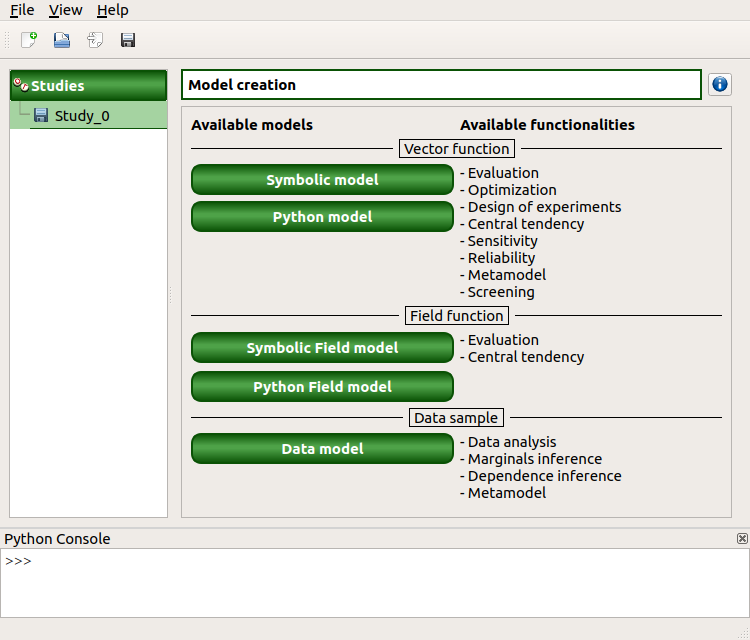 File View Help
Studies
Study_0
Model creation
Available models Available functionalities
Vector function
Symbolic model
Python model
- Evaluation
- Optimization
- Design of experiments
- Central tendency
- Sensitivity
- Reliability
- Metamodel
- Screening
Field function
Symbolic Field model
Python Field model
- Evaluation
- Central tendency
Data sample
Data model
- Data analysis
- Marginals inference
- Dependence inference
- Metamodel
Python Console
>>>